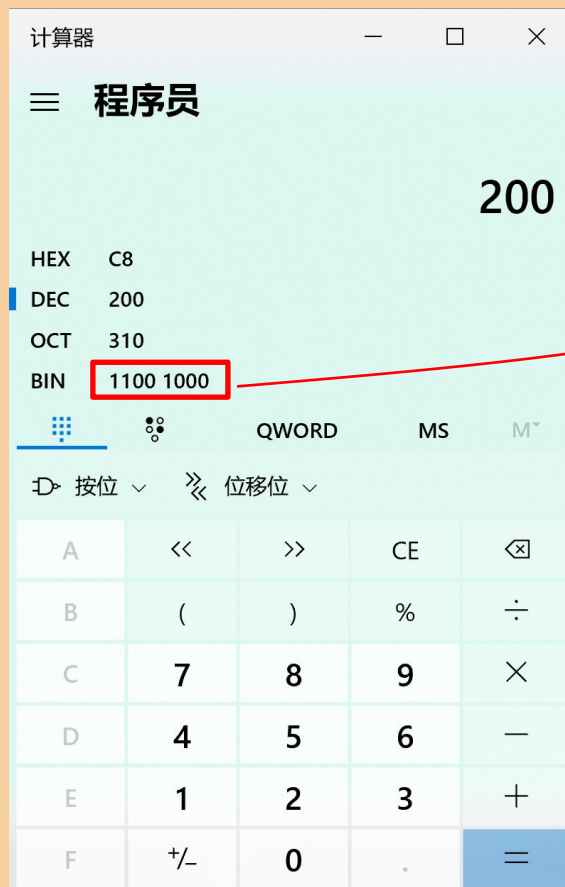 计算器
程序员
200
HEX C8
DEC 200
OCT 310
BIN 1100 1000
QWORD MS M
按位 位移位
A << >> CE
B ( ) % ÷
C 7 8 9 ×
D 4 5 6 −
E 1 2 3 +
F +/− 0 . =